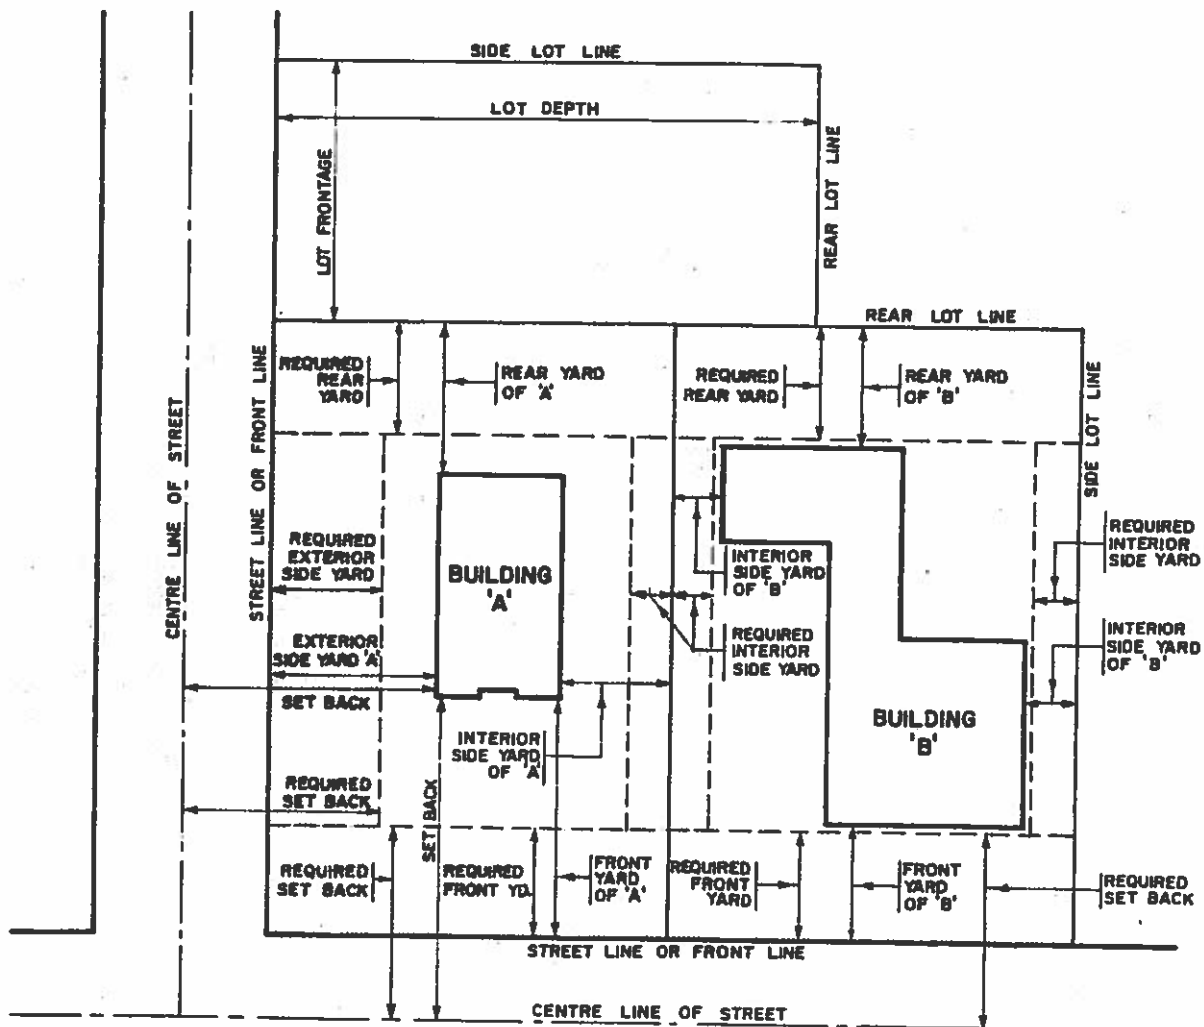 SIDE LOT LINE
LOT DEPTH
LOT FRONTAGE
REAR LOT LINE
REAR LOT LINE
CENTRE LINE OF STREET
STREET LINE OR FRONT LINE
REQUIRED
REAR
YARD
REAR YARD
OF 'A'
REQUIRED
REAR YARD
REAR YARD
OF 'B'
SIDE LOT LINE
REQUIRED
EXTERIOR
SIDE YARD
BUILDING
'A'
INTERIOR
SIDE YARD
OF 'B'
REQUIRED
INTERIOR
SIDE YARD
REQUIRED
INTERIOR
SIDE YARD
EXTERIOR
SIDE YARD 'A'
SET BACK
INTERIOR
SIDE YARD
OF 'B'
BUILDING
'B'
INTERIOR
SIDE YARD
OF 'A'
REQUIRED
SET BACK
SET BACK
REQUIRED
SET BACK
REQUIRED
FRONT YD.
FRONT
YARD
OF 'A'
REQUIRED
FRONT
YARD
FRONT
YARD
OF 'B'
REQUIRED
SET BACK
STREET LINE OR FRONT LINE
CENTRE LINE OF STREET